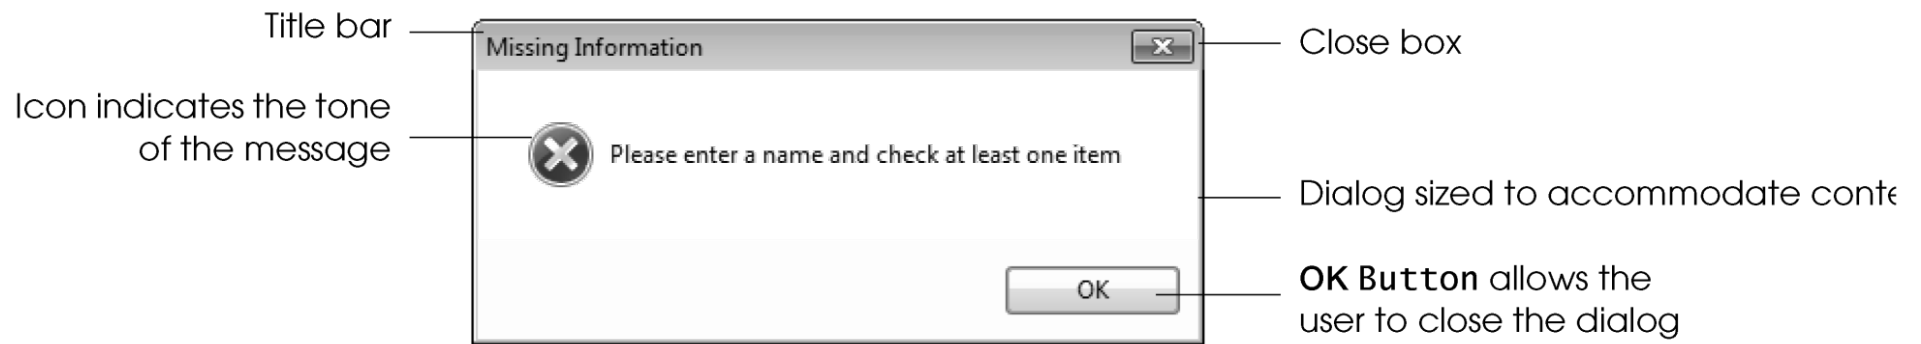 Title bar
Missing Information
Close box
Icon indicates the tone
of the message
Please enter a name and check at least one item
Dialog sized to accommodate
OK
OK Button allows the
user to close the dialog